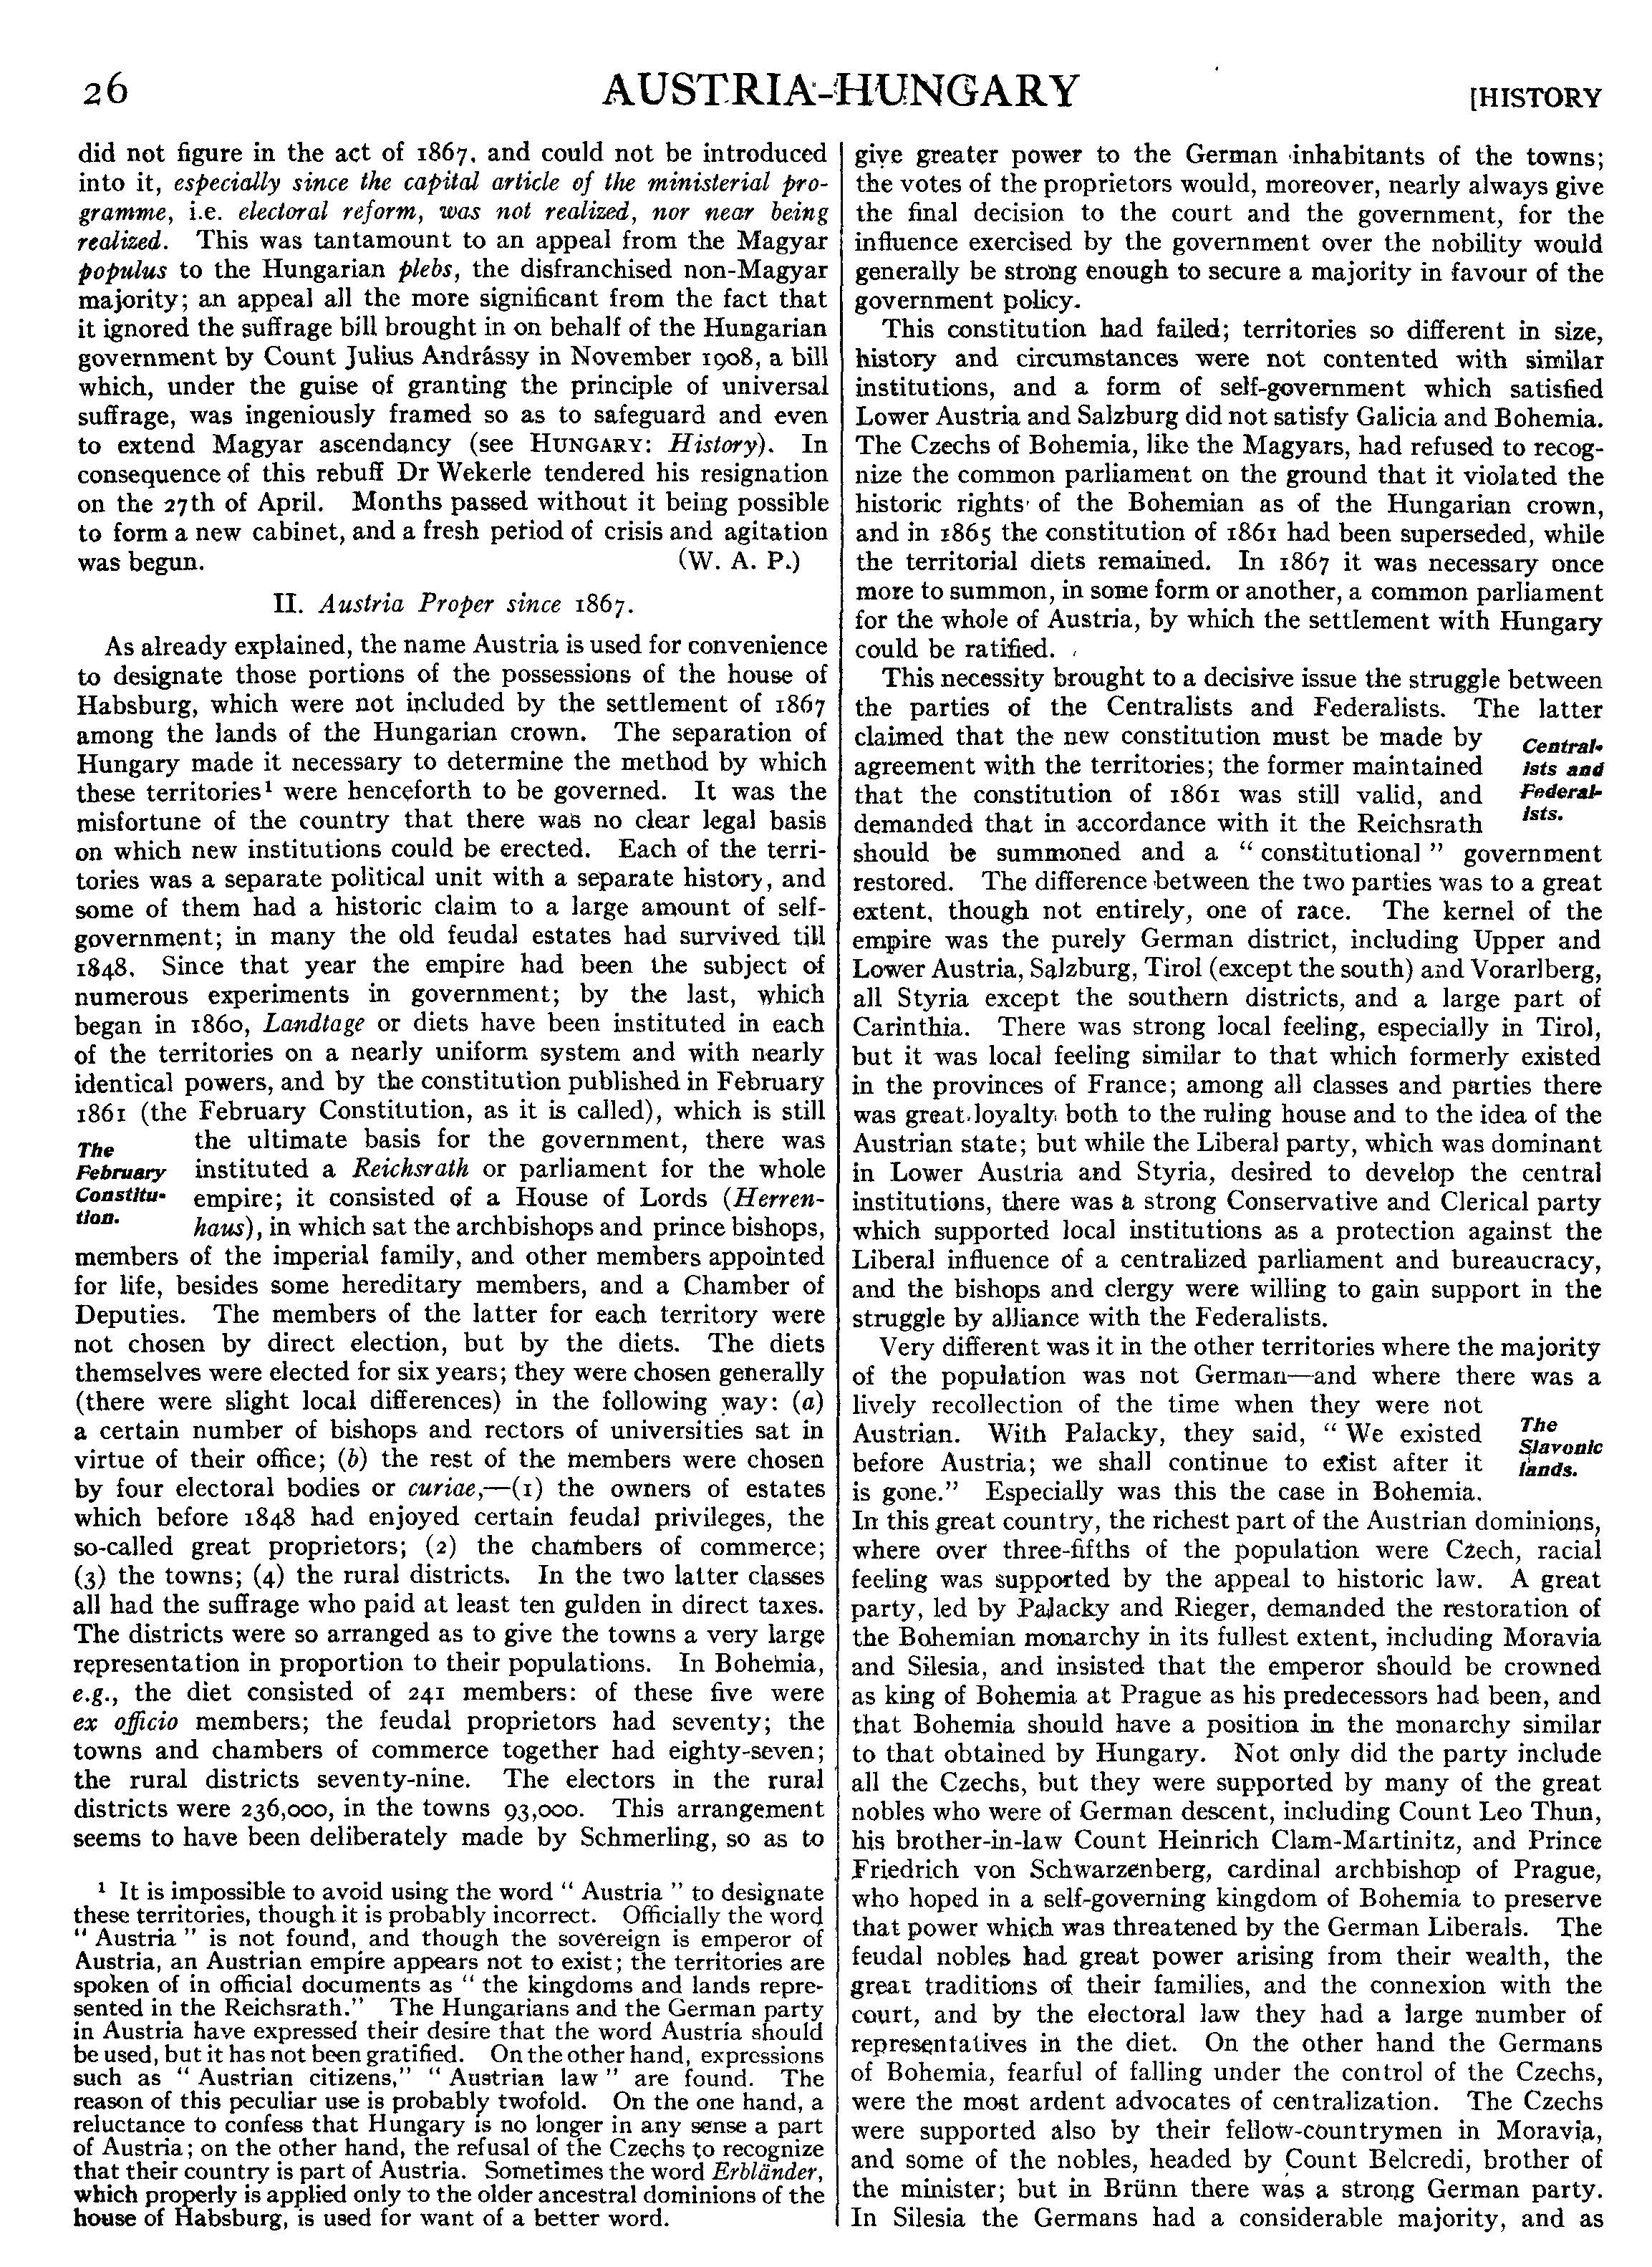 26
AUSTRIA-HUNGARY
[HISTORY
did not figure in the act of 1867, and could not be introduced
into it, especially since the capital article of the ministerial pro-
gramme, i.e. electoral reform, was not realized, nor near being
realized. This was tantamount to an appeal from the Magyar
populus to the Hungarian plebs, the disfranchised non-Magyar
majority; an appeal all the more significant from the fact that
it ignored the suffrage bill brought in on behalf of the Hungarian
government by Count Julius Andrássy in November 1908, a bill
which, under the guise of granting the principle of universal
suffrage, was ingeniously framed so as to safeguard and even
to extend Magyar ascendancy (see HUNGARY: History). In
consequence of this rebuff Dr Wekerle tendered his resignation
on the 27th of April. Months passed without it being possible
to form a new cabinet, and a fresh period of crisis and agitation
was begun. (W. A. P.)
II. Austria Proper since 1867.
As already explained, the name Austria is used for convenience
to designate those portions of the possessions of the house of
Habsburg, which were not included by the settlement of 1867
among the lands of the Hungarian crown. The separation of
Hungary made it necessary to determine the method by which
these territories¹ were henceforth to be governed. It was the
misfortune of the country that there was no clear legal basis
on which new institutions could be erected. Each of the terri-
tories was a separate political unit with a separate history, and
some of them had a historic claim to a large amount of self-
government; in many the old feudal estates had survived till
1848. Since that year the empire had been the subject of
numerous experiments in government; by the last, which
began in 1860, Landtage or diets have been instituted in each
of the territories on a nearly uniform system and with nearly
identical powers, and by the constitution published in February
1861 (the February Constitution, as it is called), which is still
The
February
Constitu-
tion.
the ultimate basis for the government, there was
instituted a Reichsrath or parliament for the whole
empire; it consisted of a House of Lords (Herren-
haus), in which sat the archbishops and prince bishops,
members of the imperial family, and other members appointed
for life, besides some hereditary members, and a Chamber of
Deputies. The members of the latter for each territory were
not chosen by direct election, but by the diets. The diets
themselves were elected for six years; they were chosen generally
(there were slight local differences) in the following way: (a)
a certain number of bishops and rectors of universities sat in
virtue of their office; (b) the rest of the members were chosen
by four electoral bodies or curiae,—(1) the owners of estates
which before 1848 had enjoyed certain feudal privileges, the
so-called great proprietors; (2) the chambers of commerce;
(3) the towns; (4) the rural districts. In the two latter classes
all had the suffrage who paid at least ten gulden in direct taxes.
The districts were so arranged as to give the towns a very large
representation in proportion to their populations. In Bohemia,
e.g., the diet consisted of 241 members: of these five were
ex officio members; the feudal proprietors had seventy; the
towns and chambers of commerce together had eighty-seven;
the rural districts seventy-nine. The electors in the rural
districts were 236,000, in the towns 93,000. This arrangement
seems to have been deliberately made by Schmerling, so as to
¹ It is impossible to avoid using the word “ Austria ” to designate
these territories, though it is probably incorrect. Officially the word
“ Austria ” is not found, and though the sovereign is emperor of
Austria, an Austrian empire appears not to exist; the territories are
spoken of in official documents as “ the kingdoms and lands repre-
sented in the Reichsrath.” The Hungarians and the German party
in Austria have expressed their desire that the word Austria should
be used, but it has not been gratified. On the other hand, expressions
such as “ Austrian citizens,” “ Austrian law ” are found. The
reason of this peculiar use is probably twofold. On the one hand, a
reluctance to confess that Hungary is no longer in any sense a part
of Austria; on the other hand, the refusal of the Czechs to recognize
that their country is part of Austria. Sometimes the word Erbländer,
which properly is applied only to the older ancestral dominions of the
house of Habsburg, is used for want of a better word.
give greater power to the German inhabitants of the towns;
the votes of the proprietors would, moreover, nearly always give
the final decision to the court and the government, for the
influence exercised by the government over the nobility would
generally be strong enough to secure a majority in favour of the
government policy.
This constitution had failed; territories so different in size,
history and circumstances were not contented with similar
institutions, and a form of self-government which satisfied
Lower Austria and Salzburg did not satisfy Galicia and Bohemia.
The Czechs of Bohemia, like the Magyars, had refused to recog-
nize the common parliament on the ground that it violated the
historic rights of the Bohemian as of the Hungarian crown,
and in 1865 the constitution of 1861 had been superseded, while
the territorial diets remained. In 1867 it was necessary once
more to summon, in some form or another, a common parliament
for the whole of Austria, by which the settlement with Hungary
could be ratified.
This necessity brought to a decisive issue the struggle between
the parties of the Centralists and Federalists. The latter
claimed that the new constitution must be made by
agreement with the territories; the former maintained
that the constitution of 1861 was still valid, and
demanded that in accordance with it the Reichsrath
Central-
ists and
Federal-
ists.
should be summoned and a “ constitutional ” government
restored. The difference between the two parties was to a great
extent, though not entirely, one of race. The kernel of the
empire was the purely German district, including Upper and
Lower Austria, Salzburg, Tirol (except the south) and Vorarlberg,
all Styria except the southern districts, and a large part of
Carinthia. There was strong local feeling, especially in Tirol,
but it was local feeling similar to that which formerly existed
in the provinces of France; among all classes and parties there
was great loyalty both to the ruling house and to the idea of the
Austrian state; but while the Liberal party, which was dominant
in Lower Austria and Styria, desired to develop the central
institutions, there was a strong Conservative and Clerical party
which supported local institutions as a protection against the
Liberal influence of a centralized parliament and bureaucracy,
and the bishops and clergy were willing to gain support in the
struggle by alliance with the Federalists.
Very different was it in the other territories where the majority
of the population was not German—and where there was a
lively recollection of the time when they were not
Austrian. With Palacky, they said, “ We existed
before Austria; we shall continue to exist after it
is gone.” Especially was this the case in Bohemia.
The
Slavonic
lands.
In this great country, the richest part of the Austrian dominions,
where over three-fifths of the population were Czech, racial
feeling was supported by the appeal to historic law. A great
party, led by Palacky and Rieger, demanded the restoration of
the Bohemian monarchy in its fullest extent, including Moravia
and Silesia, and insisted that the emperor should be crowned
as king of Bohemia at Prague as his predecessors had been, and
that Bohemia should have a position in the monarchy similar
to that obtained by Hungary. Not only did the party include
all the Czechs, but they were supported by many of the great
nobles who were of German descent, including Count Leo Thun,
his brother-in-law Count Heinrich Clam-Martinitz, and Prince
Friedrich von Schwarzenberg, cardinal archbishop of Prague,
who hoped in a self-governing kingdom of Bohemia to preserve
that power which was threatened by the German Liberals. The
feudal nobles had great power arising from their wealth, the
great traditions of their families, and the connexion with the
court, and by the electoral law they had a large number of
representatives in the diet. On the other hand the Germans
of Bohemia, fearful of falling under the control of the Czechs,
were the most ardent advocates of centralization. The Czechs
were supported also by their fellow-countrymen in Moravia,
and some of the nobles, headed by Count Belcredi, brother of
the minister; but in Brünn there was a strong German party.
In Silesia the Germans had a considerable majority, and as